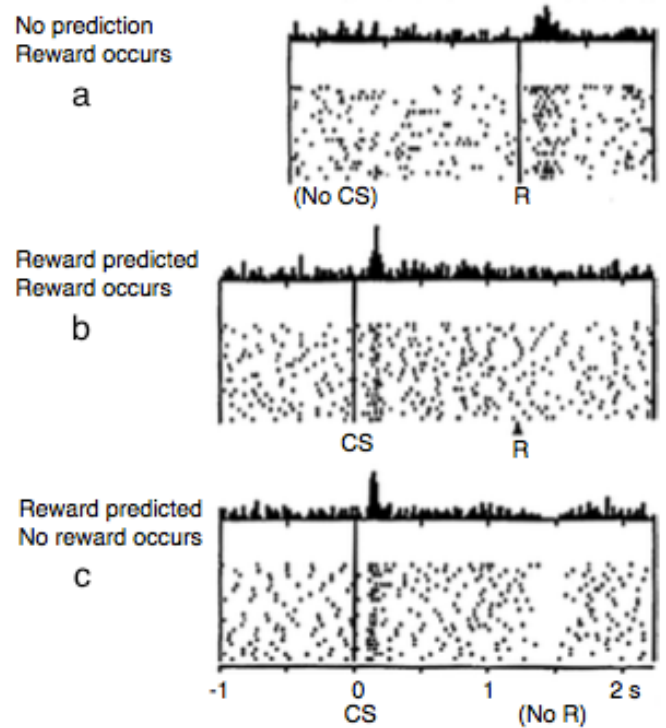 No prediction
Reward occurs
a
(No CS) R
Reward predicted
Reward occurs
b
CS
R
Reward predicted
No reward occurs
c
-1 0 1 2 s
CS (No R)